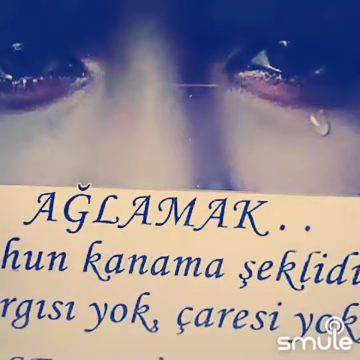 AĞLAMAK..
hun kanama şeklidi
rgısı yok, çaresi yok
smule